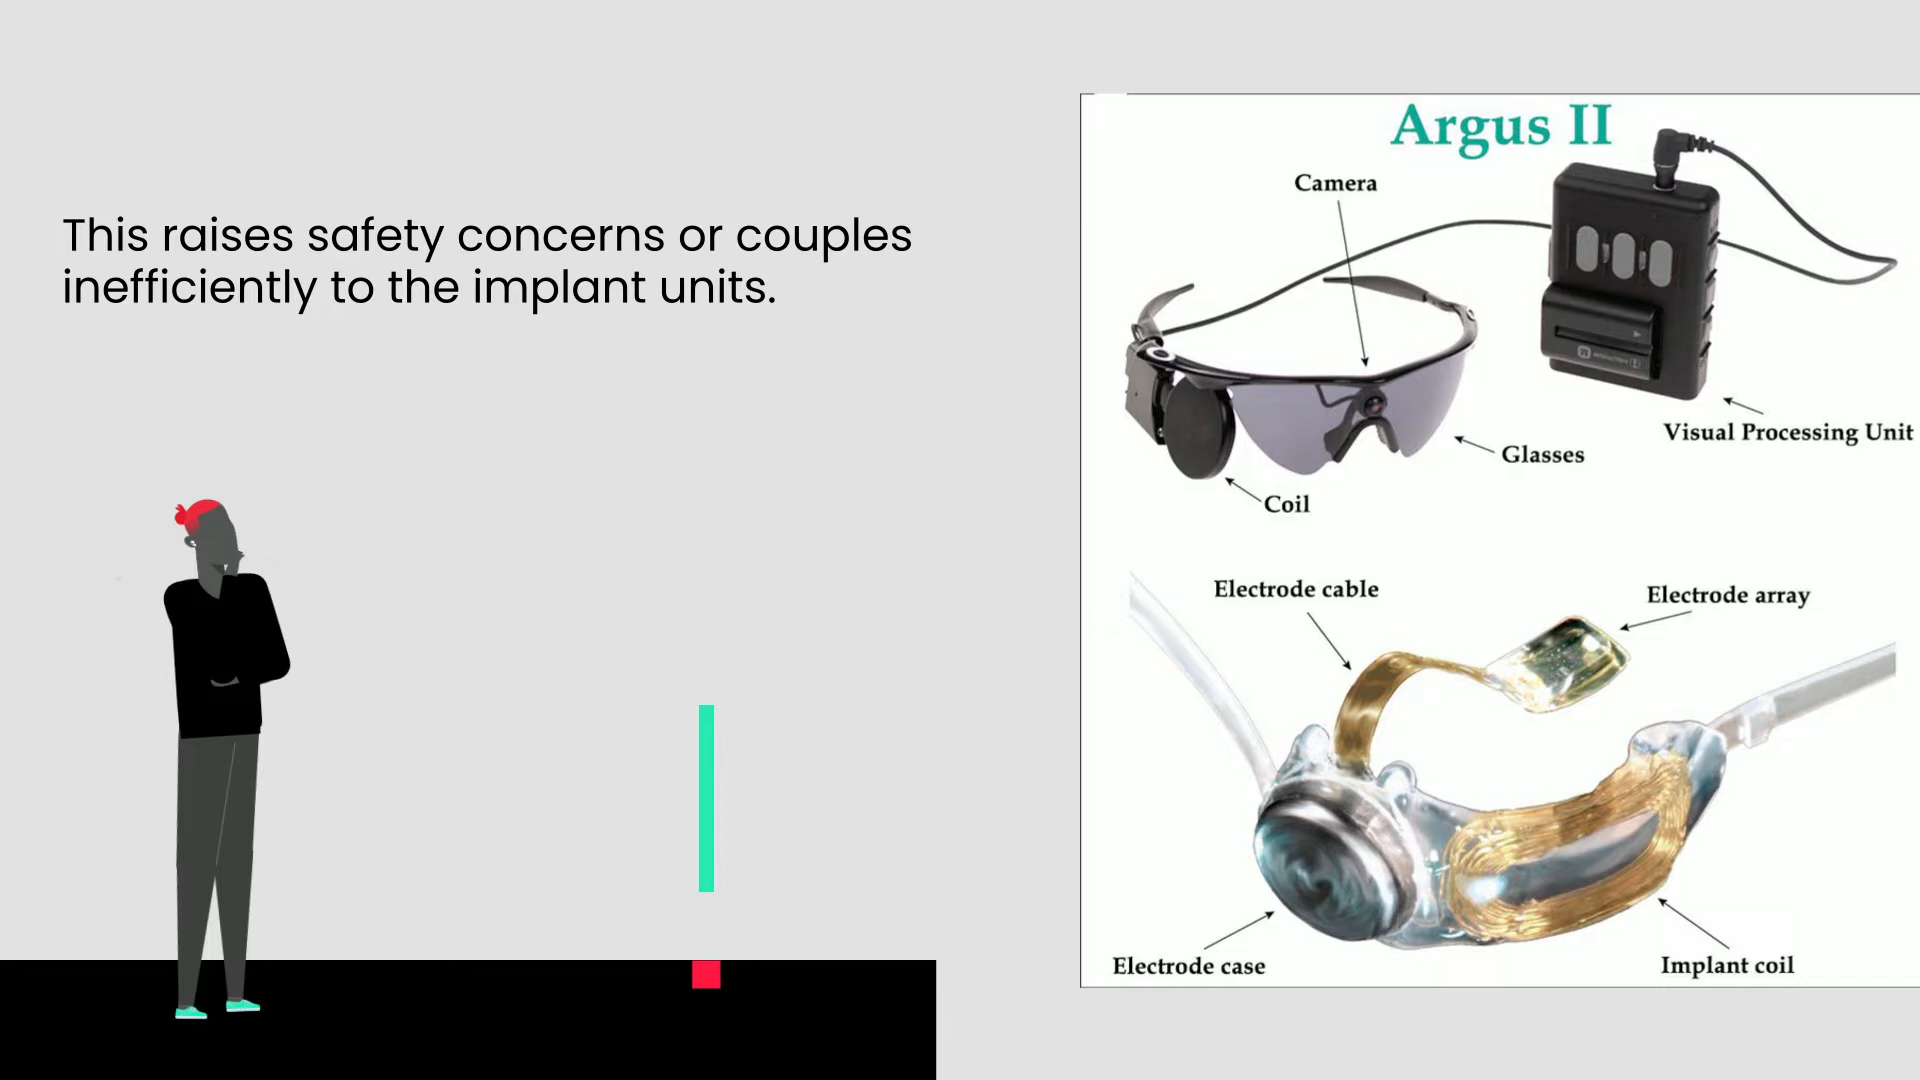 This raises safety concerns or couples
inefficiently to the implant units.
Argus II
Camera
Visual Processing Unit
Glasses
Coil
Electrode cable
Electrode array
Electrode case
Implant coil